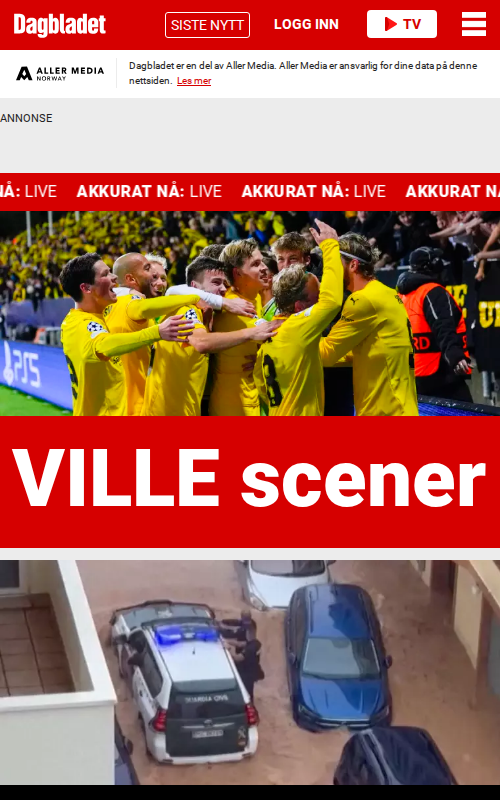 Dagbladet
SISTE NYTT
LOGG INN
TV
ALLER MEDIA
NORWAY
Dagbladet er en del av Aller Media. Aller Media er ansvarlig for dine data på denne
nettsiden. Les mer
ANNONSE
NÅ: LIVE AKKURAT NÅ: LIVE AKKURAT NÅ: LIVE AKKURAT N
PS5
RD
VILLE scener
GUARDIA CIVIL